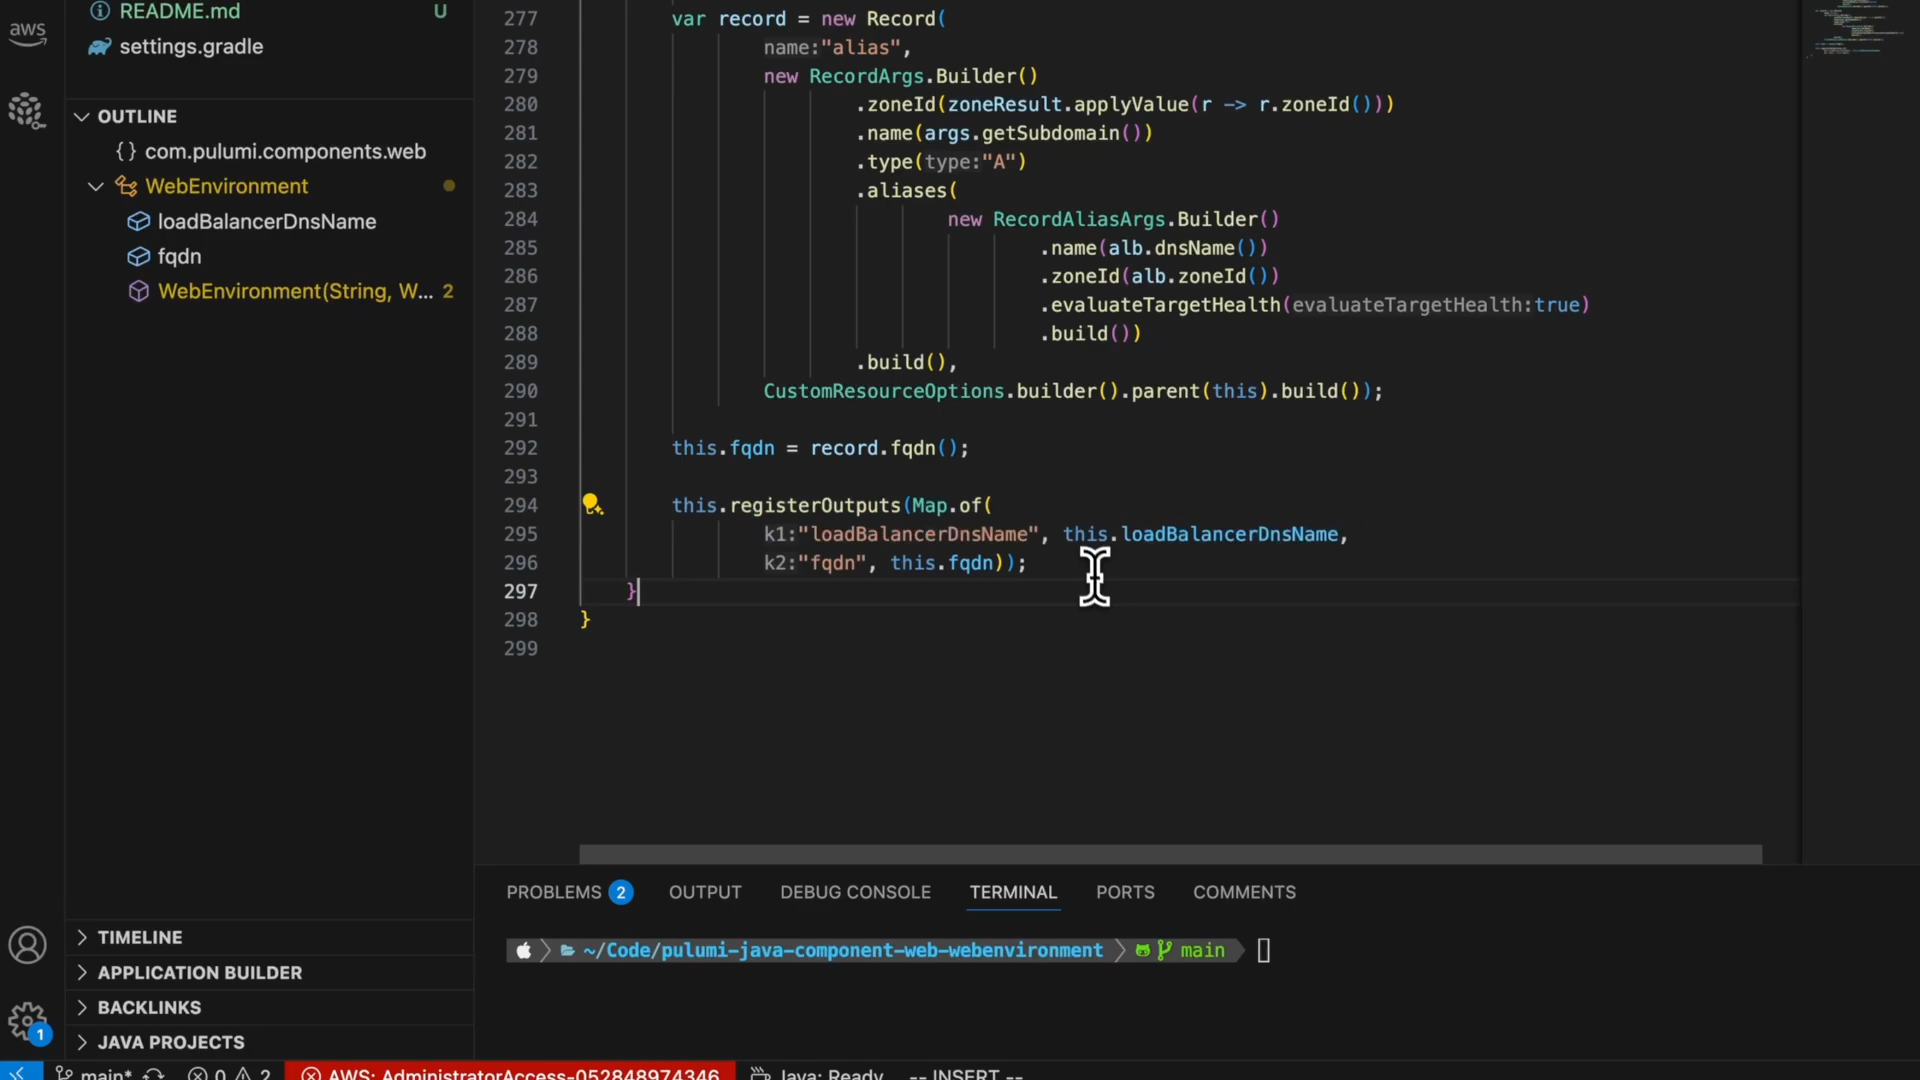 aws
README.md U
settings.gradle
OUTLINE
{} com.pulumi.components.web
WebEnvironment
loadBalancerDnsName
fqdn
WebEnvironment(String, W... 2
277 var record = new Record(
278 name:"alias",
279 new RecordArgs.Builder()
280 .zoneId(zoneResult.applyValue(r -> r.zoneId()))
281 .name(args.getSubdomain())
282 .type(type:"A")
283 .aliases(
284 new RecordAliasArgs.Builder()
285 .name(alb.dnsName())
286 .zoneId(alb.zoneId())
287 .evaluateTargetHealth(evaluateTargetHealth:true)
288 .build())
289 .build(),
290 CustomResourceOptions.builder().parent(this).build());
291
292 this.fqdn = record.fqdn();
293
294 this.registerOutputs(Map.of(
295 k1:"loadBalancerDnsName", this.loadBalancerDnsName,
296 k2:"fqdn", this.fqdn));
297 }
298 }
299
TIMELINE
APPLICATION BUILDER
BACKLINKS
JAVA PROJECTS
1
PROBLEMS 2 OUTPUT DEBUG CONSOLE TERMINAL PORTS COMMENTS
~/Code/pulumi-java-component-web-webenvironment main
main* 0 2 AWS: AdministratorAccess-052848974346 Java: Ready -- INSERT --